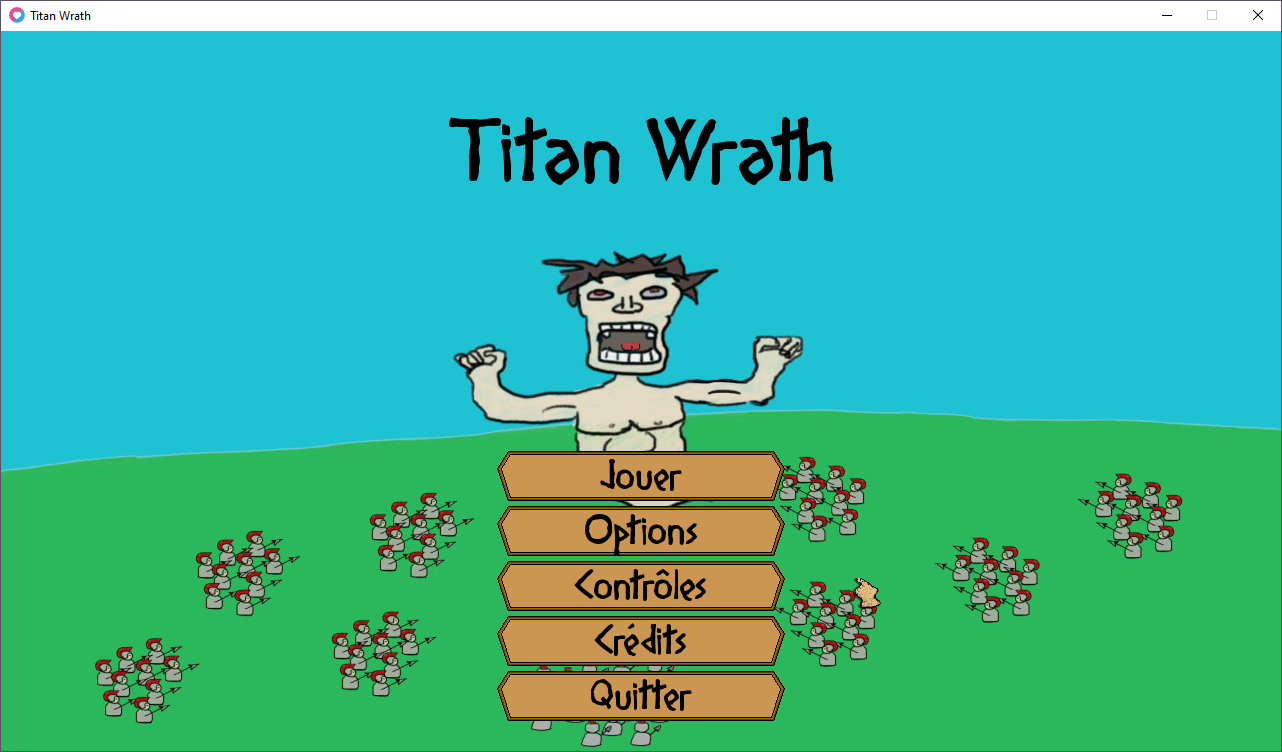 Titan Wrath
Titan Wrath
Jouer
Options
Contrôles
Crédits
Quitter